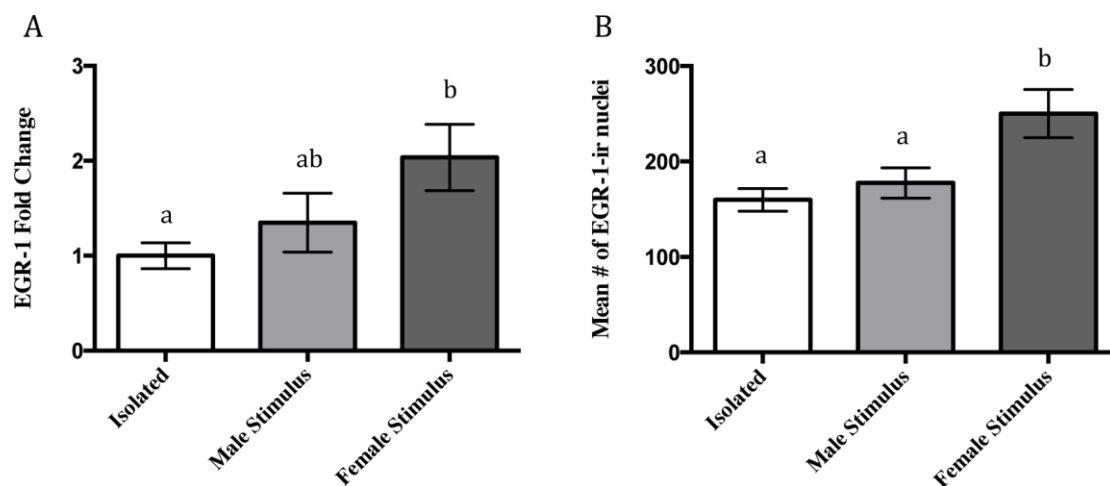 A
EGR-1 Fold Change
3
2
1
0
a
ab
b
Isolated
Male Stimulus
Female Stimulus
B
Mean # of EGR-1-ir nuclei
300
200
100
0
a
a
b
Isolated
Male Stimulus
Female Stimulus